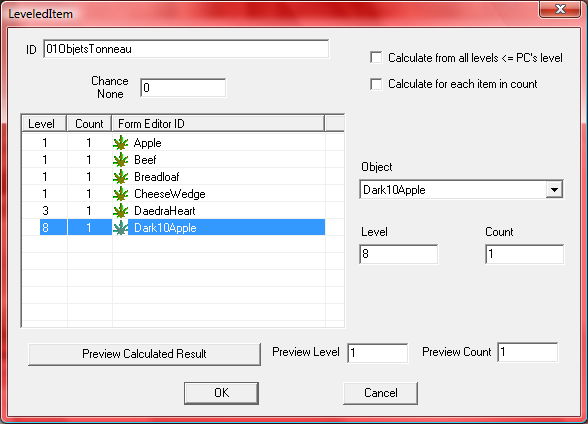 LeveledItem
ID 01ObjetsTonneau
Calculate from all levels <= PC's level
Chance None 0
Calculate for each item in count
Level Count Form Editor ID
1 1 Apple
1 1 Beef
1 1 Breadloaf
1 1 CheeseWedge
3 1 DaedraHeart
8 1 Dark10Apple
Object
Dark10Apple
Level Count
8 1
Preview Calculated Result Preview Level 1 Preview Count 1
OK Cancel